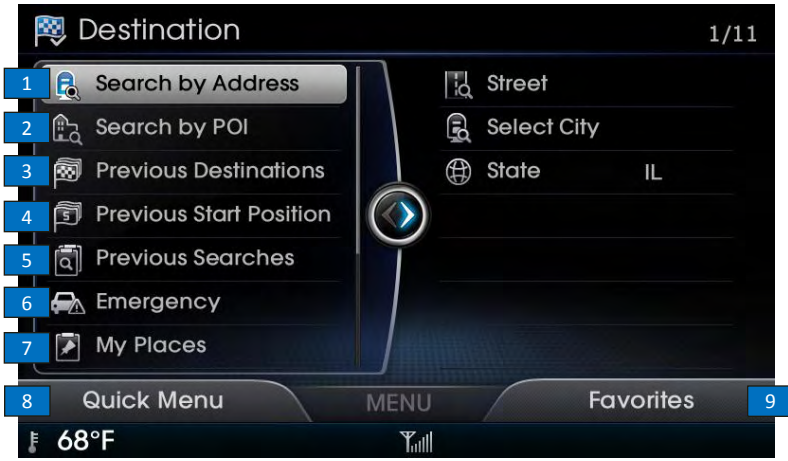 Destination 1/11
1 Search by Address Street
2 Search by POI Select City
3 Previous Destinations State IL
4 Previous Start Position
5 Previous Searches
6 Emergency
7 My Places
8 Quick Menu MENU Favorites 9
68°F